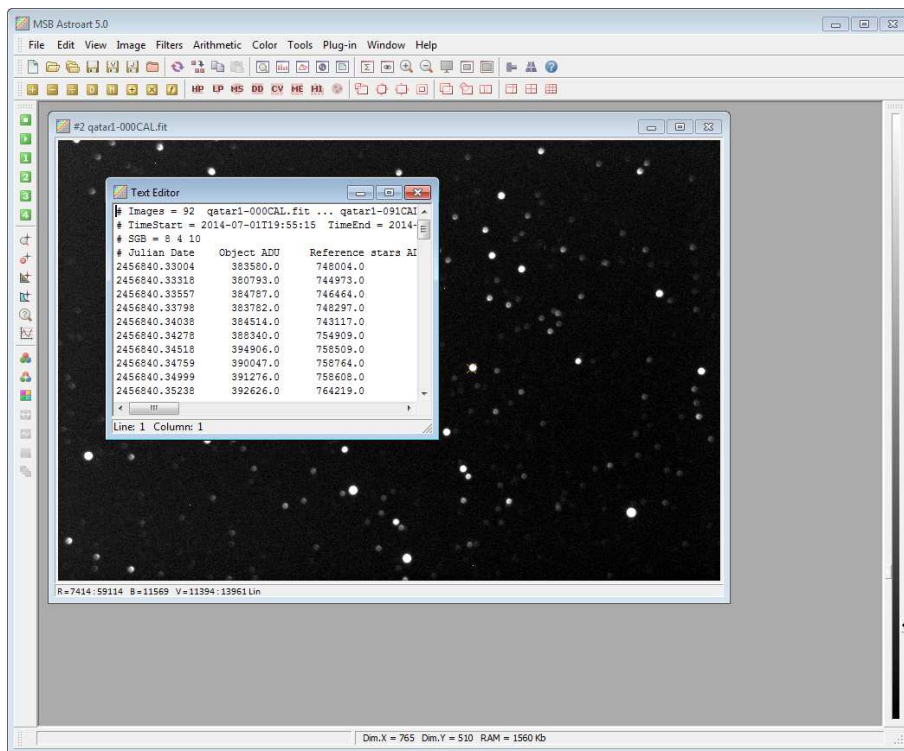 MSB Astroart 5.0
File Edit View Image Filters Arithmetic Color Tools Plug-in Window Help
HP LP MS DD CV ME HI
#2 qatar1-000CAL.fit
1
2
3
4
Text Editor
# Images = 92 qatar1-000CAL.fit ... qatar1-091CAL
# TimeStart = 2014-07-01T19:55:15 TimeEnd = 2014-
# SGB = 8 4 10
# Julian Date Object ADU Reference stars AD
2456840.33004 383580.0 748004.0
2456840.33318 380793.0 744973.0
2456840.33557 384787.0 746464.0
2456840.33798 383782.0 748297.0
2456840.34038 384514.0 743117.0
2456840.34278 388340.0 754909.0
2456840.34518 394906.0 758509.0
2456840.34759 390047.0 758764.0
2456840.34999 391276.0 758608.0
2456840.35238 392626.0 764219.0
Line: 1 Column: 1
R=7414:59114 B=11569 V=11394:13961 Lin
Dim.X = 765 Dim.Y = 510 RAM = 1560 Kb